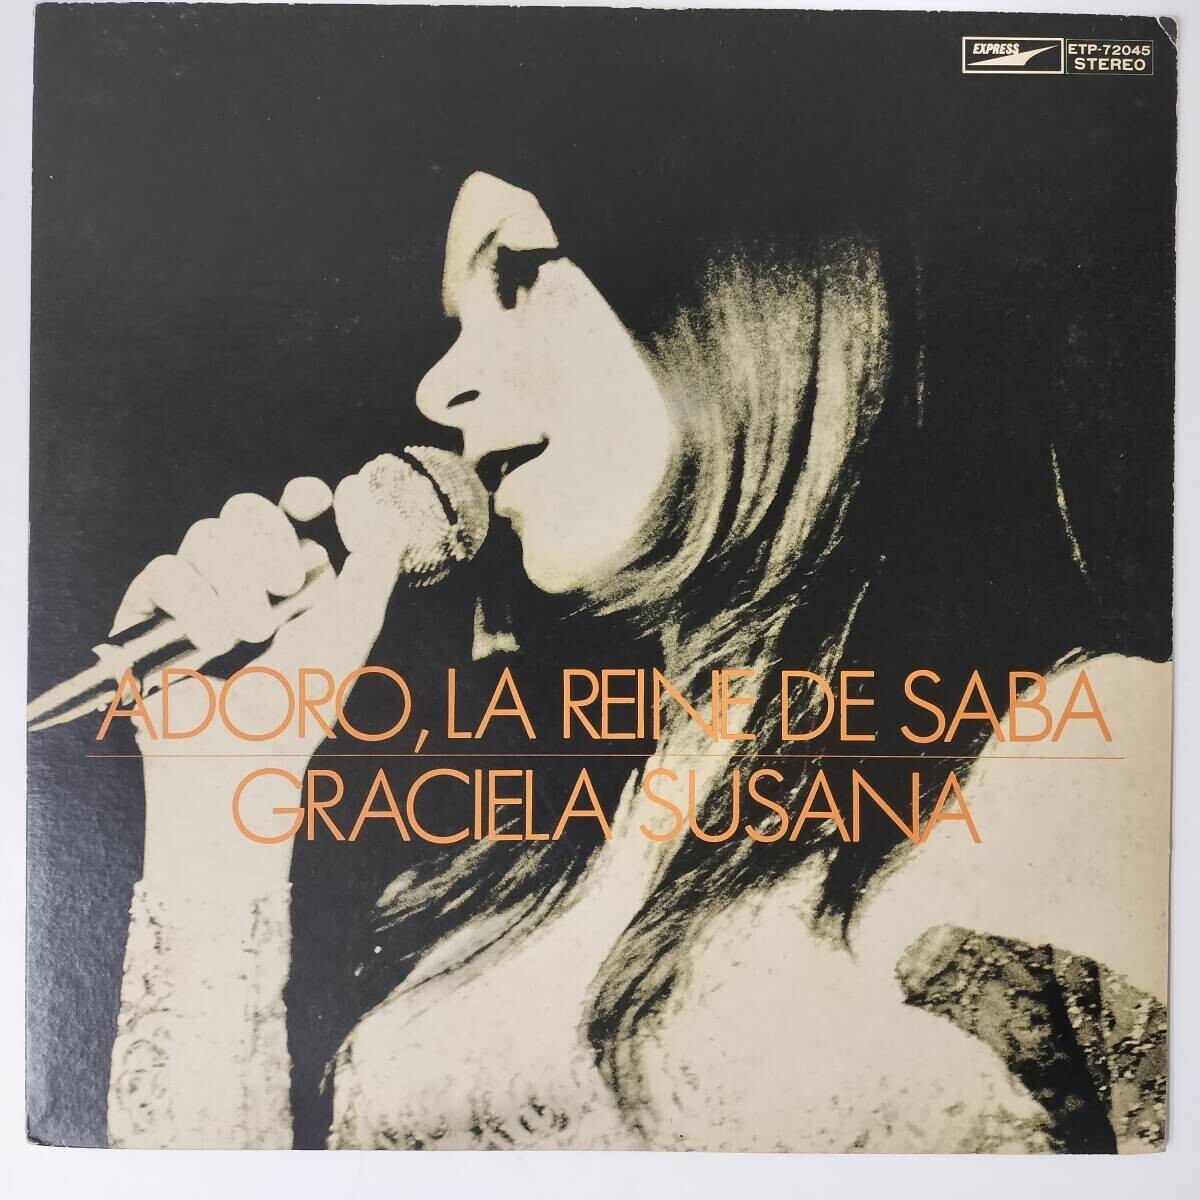 EXPRESS
ETP-72045
STEREO
ADORO, LA REINE DE SABA
GRACIELA SUSANA